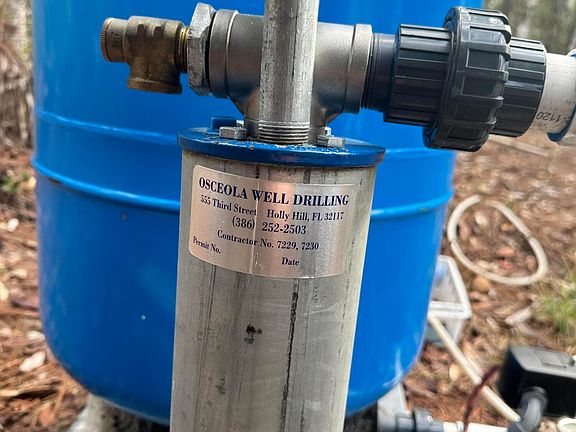 OSCEOLA WELL DRILLING
555 Third Street Holly Hill, FL 32117
(386) 252-2503
Contractor No. 7229, 7230
Permit No. Date
1120